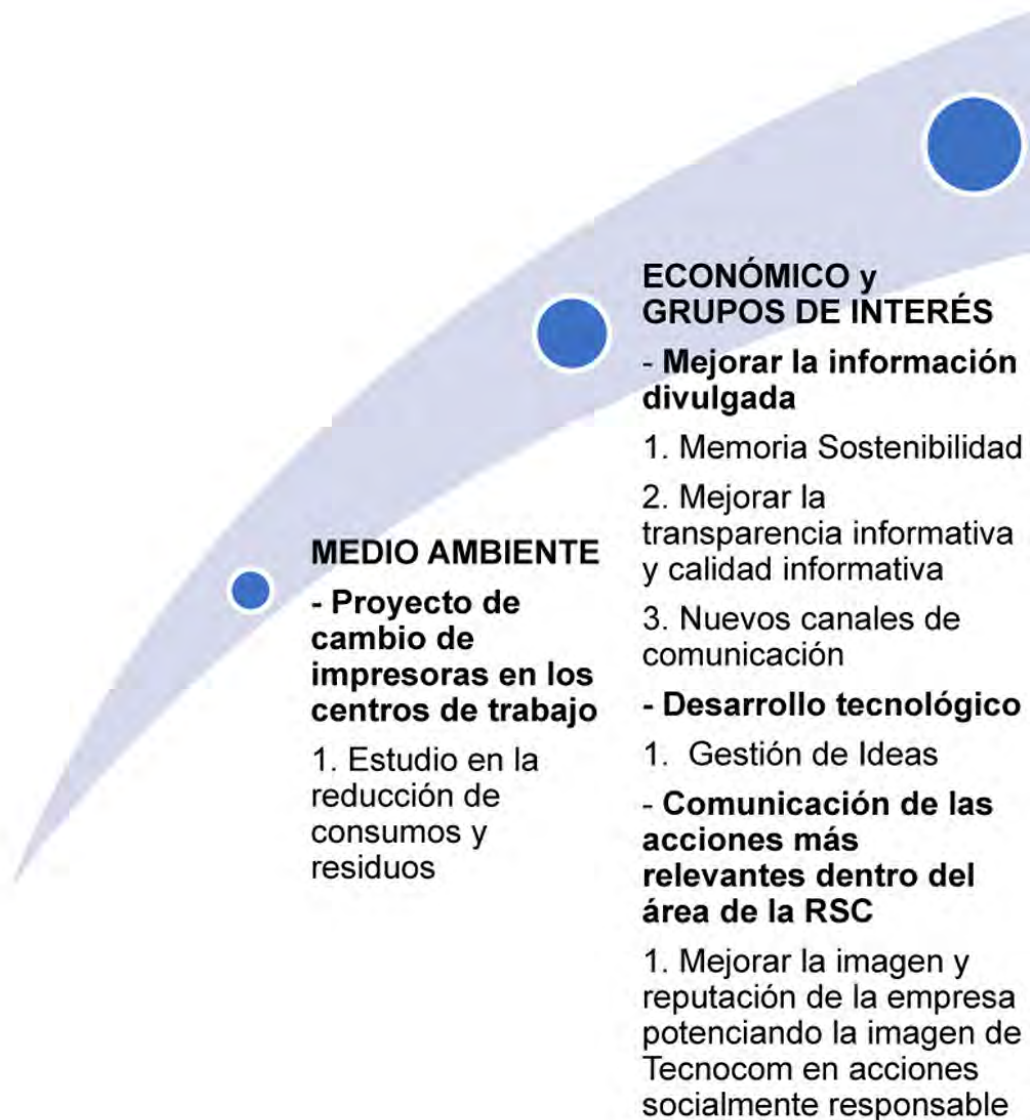 MEDIO AMBIENTE
- Proyecto de
cambio de
impresoras en los
centros de trabajo
1. Estudio en la
reducción de
consumos y
residuos
ECONÓMICO y
GRUPOS DE INTERÉS
- Mejorar la información
divulgada
1. Memoria Sostenibilidad
2. Mejorar la
transparencia informativa
y calidad informativa
3. Nuevos canales de
comunicación
- Desarrollo tecnológico
1. Gestión de Ideas
- Comunicación de las
acciones más
relevantes dentro del
área de la RSC
1. Mejorar la imagen y
reputación de la empresa
potenciando la imagen de
Tecnocom en acciones
socialmente responsable